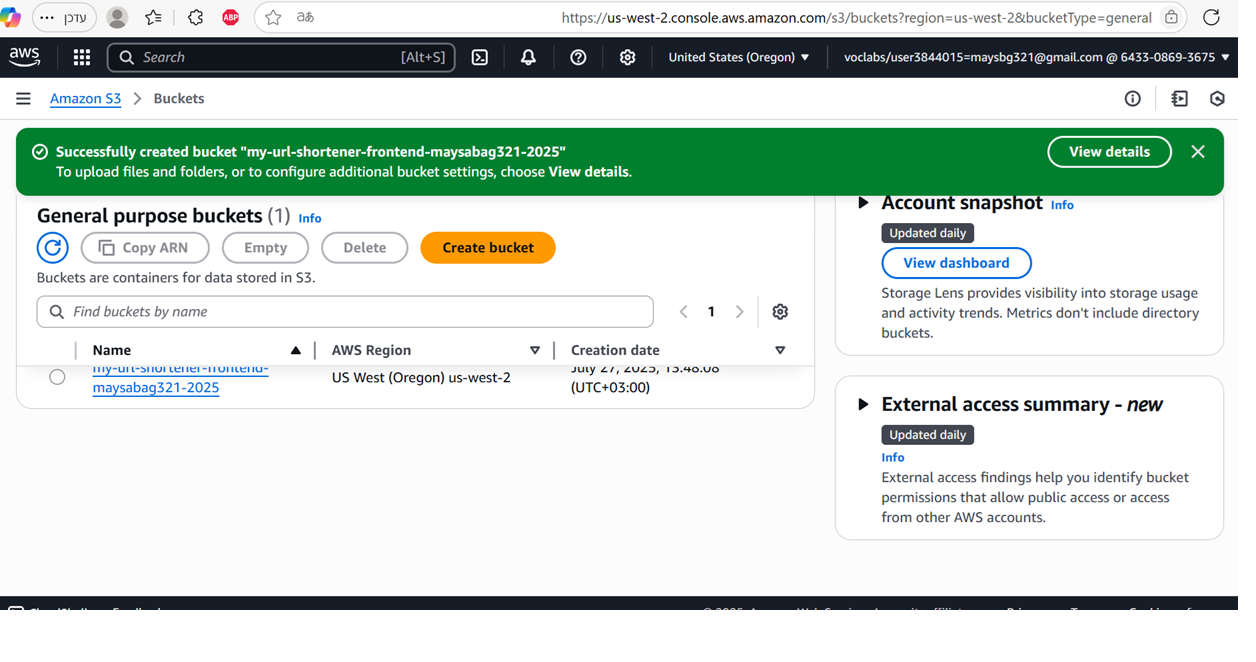 עדכן
ABP
aあ
https://us-west-2.console.aws.amazon.com/s3/buckets?region=us-west-2&bucketType=general
aws
Search
[Alt+S]
United States (Oregon)
voclabs/user3844015=maysbg321@gmail.com @ 6433-0869-3675
Amazon S3
Buckets
Successfully created bucket "my-url-shortener-frontend-maysabag321-2025"
To upload files and folders, or to configure additional bucket settings, choose View details.
View details
General purpose buckets (1) Info
Copy ARN
Empty
Delete
Create bucket
Buckets are containers for data stored in S3.
Find buckets by name
1
Name
AWS Region
Creation date
my-url-shortener-frontend-
maysabag321-2025
US West (Oregon) us-west-2
July 27, 2025, 13:48:08
(UTC+03:00)
Account snapshot Info
Updated daily
View dashboard
Storage Lens provides visibility into storage usage
and activity trends. Metrics don't include directory
buckets.
External access summary - new
Updated daily
Info
External access findings help you identify bucket
permissions that allow public access or access
from other AWS accounts.